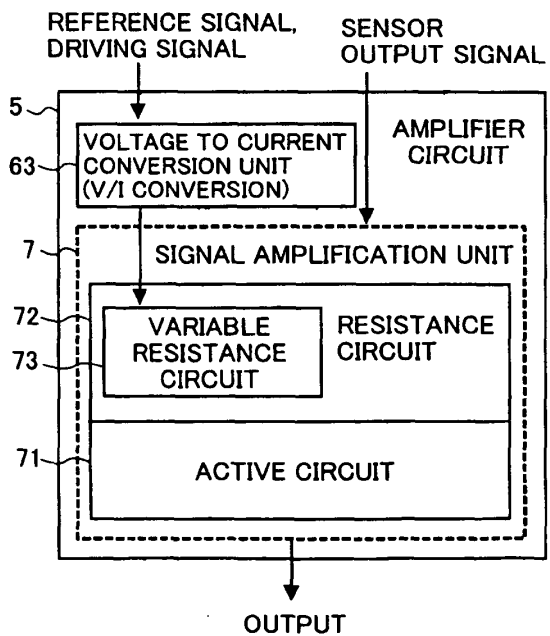 REFERENCE SIGNAL,
DRIVING SIGNAL
SENSOR
OUTPUT SIGNAL
5
AMPLIFIER
CIRCUIT
63
VOLTAGE TO CURRENT
CONVERSION UNIT
(V/I CONVERSION)
7
SIGNAL AMPLIFICATION UNIT
72
RESISTANCE
CIRCUIT
73
VARIABLE
RESISTANCE
CIRCUIT
71
ACTIVE CIRCUIT
OUTPUT